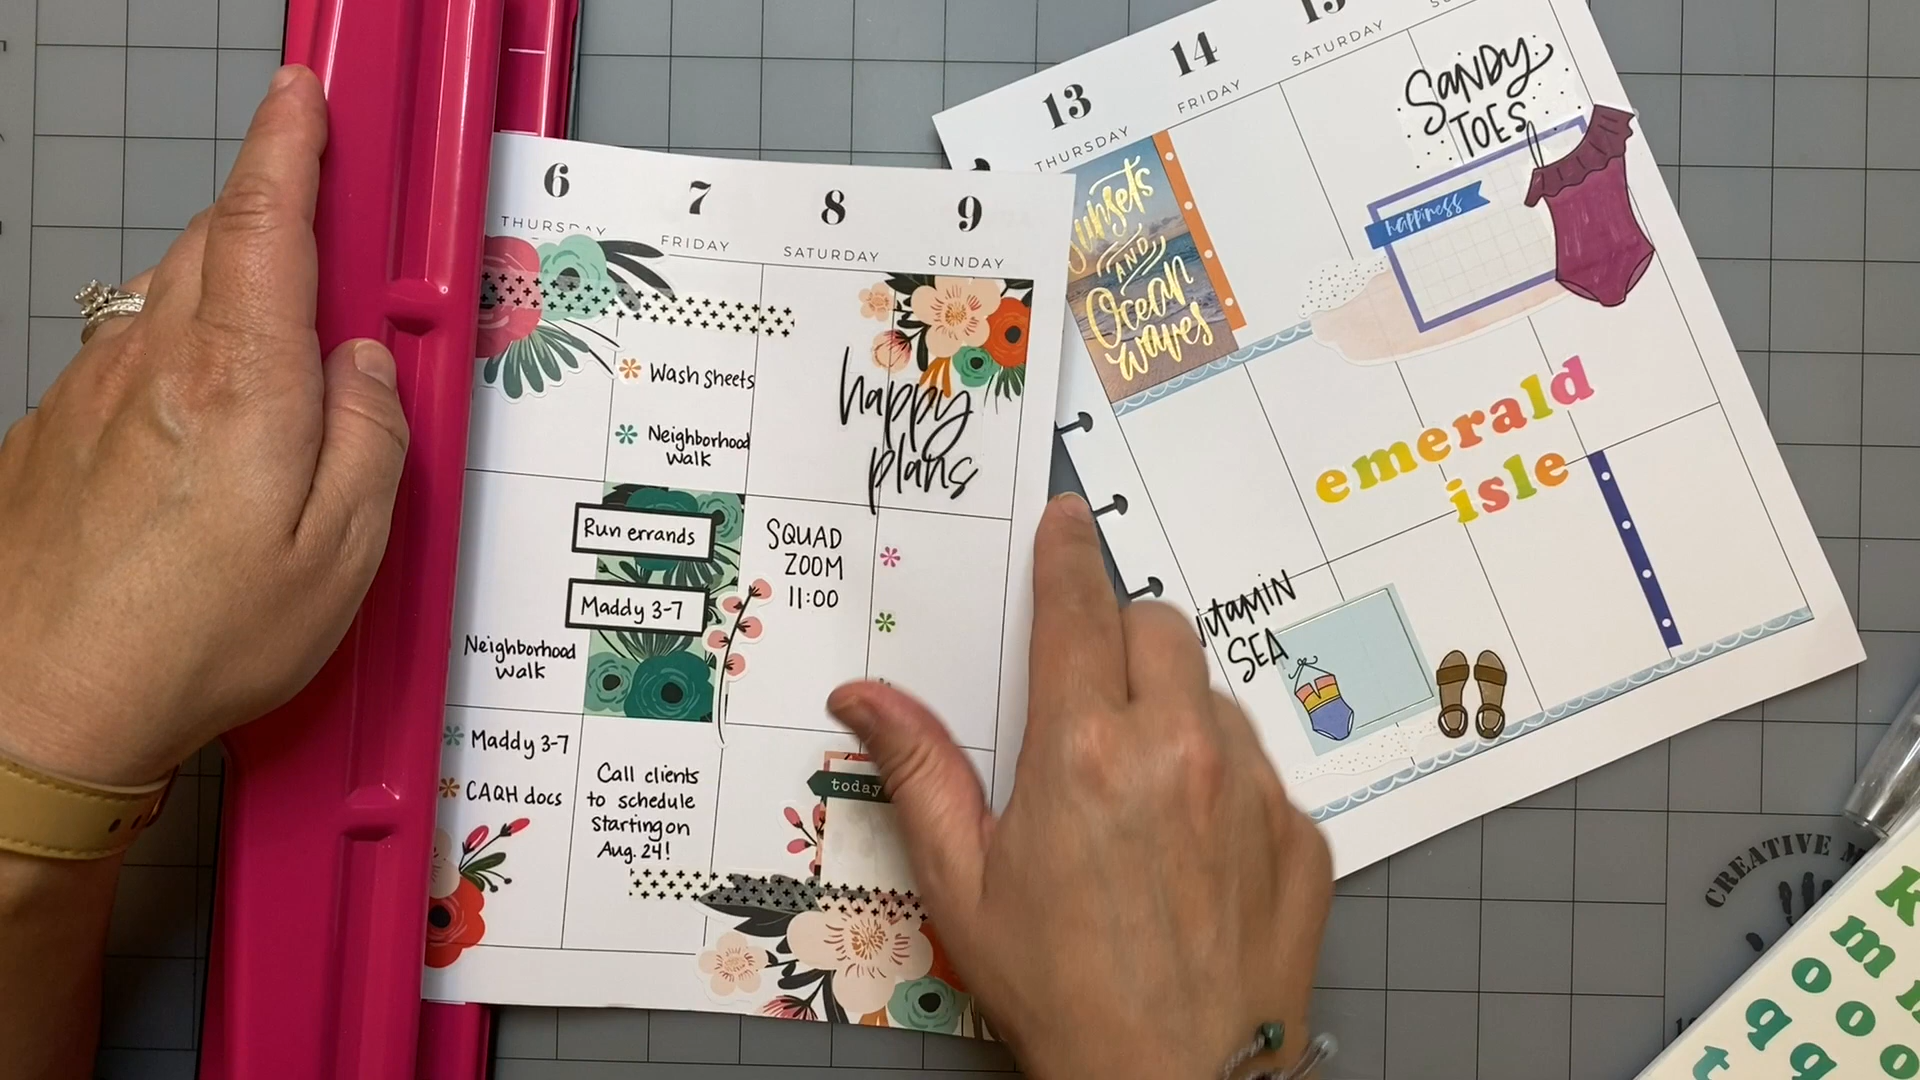 6
THURSDAY
7
FRIDAY
8
SATURDAY
9
SUNDAY
Wash sheets
Neighborhood
walk
happy
plans
Run errands
Maddy 3-7
SQUAD
ZOOM
11:00
Neighborhood
walk
Maddy 3-7
CAQH docs
Call clients
to schedule
starting on
Aug. 24!
today
13
THURSDAY
14
FRIDAY
15
SATURDAY
Sunsets
AND
Ocean
waves
SANDY
TOES
happiness
emerald
isle
VITAMIN
SEA
CREATIVE
k
m
o o o
q q
t